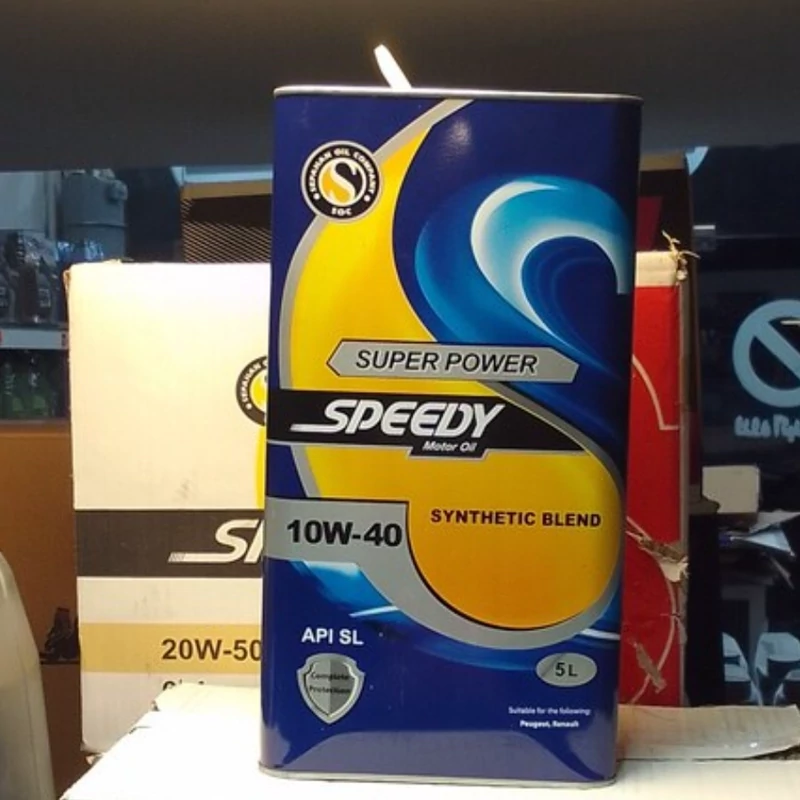 SEPAHAN OIL COMPANY
SOC
SUPER POWER
SPEEDY
Motor Oil
SYNTHETIC BLEND
10W-40
API SL
Complete
Protection
5 L
Suitable for the following:
Peugeot, Renault
20W-50